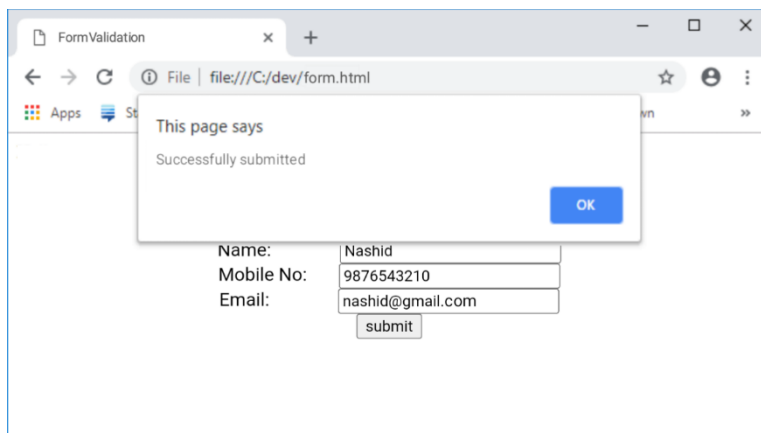 FormValidation
File file:///C:/dev/form.html
Apps
This page says
Successfully submitted
OK
Name: Nashid
Mobile No: 9876543210
Email: nashid@gmail.com
submit